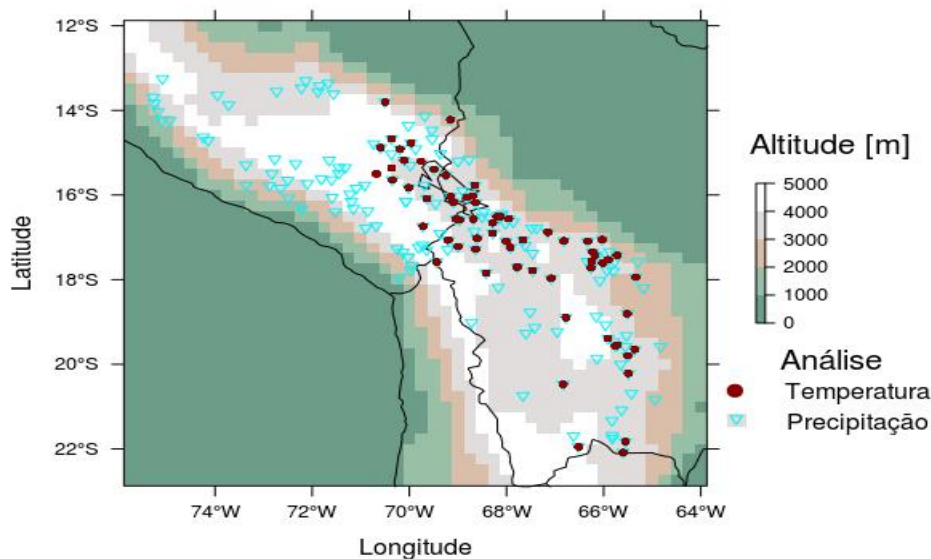 12°S
14°S
16°S
18°S
20°S
22°S
Latitude
74°W 72°W 70°W 68°W 66°W 64°W
Longitude
Altitude [m]
5000
4000
3000
2000
1000
0
Análise
Temperatura
Precipitação